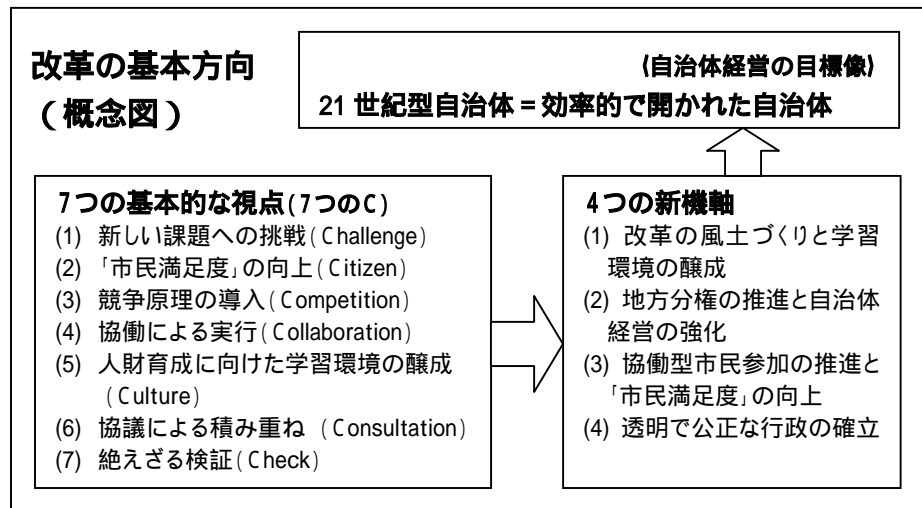 改革の基本方向
（概念図）
(自治体経営の目標像)
21 世紀型自治体＝効率的で開かれた自治体
7つの基本的な視点(7つのC)
(1) 新しい課題への挑戦(Challenge)
(2) 「市民満足度」の向上(Citizen)
(3) 競争原理の導入(Competition)
(4) 協働による実行(Collaboration)
(5) 人財育成に向けた学習環境の醸成
(Culture)
(6) 協議による積み重ね (Consultation)
(7) 絶えざる検証(Check)
4つの新機軸
(1) 改革の風土づくりと学習
環境の醸成
(2) 地方分権の推進と自治体
経営の強化
(3) 協働型市民参加の推進と
「市民満足度」の向上
(4) 透明で公正な行政の確立